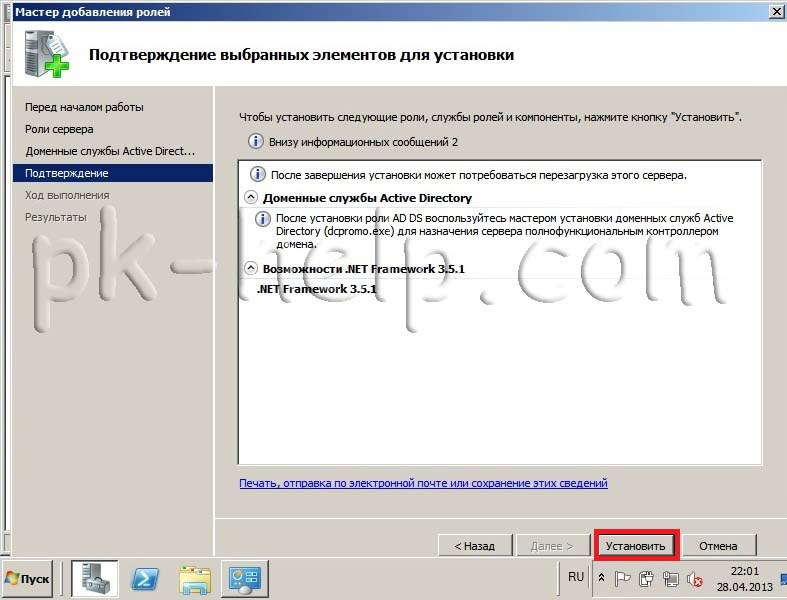 Мастер добавления ролей
Подтверждение выбранных элементов для установки
Перед началом работы
Роли сервера
Доменные службы Active Direct...
Подтверждение
Ход выполнения
Результаты
Чтобы установить следующие роли, службы ролей и компоненты, нажмите кнопку "Установить".
Внизу информационных сообщений 2
После завершения установки может потребоваться перезагрузка этого сервера.
Доменные службы Active Directory
После установки роли AD DS воспользуйтесь мастером установки доменных служб Active
Directory (dcpromo.exe) для назначения сервера полнофункциональным контроллером
домена.
Возможности .NET Framework 3.5.1
.NET Framework 3.5.1
pk-help.com
Печать, отправка по электронной почте или сохранение этих сведений
< Назад
Далее >
Установить
Отмена
Пуск
RU
22:01
28.04.2013